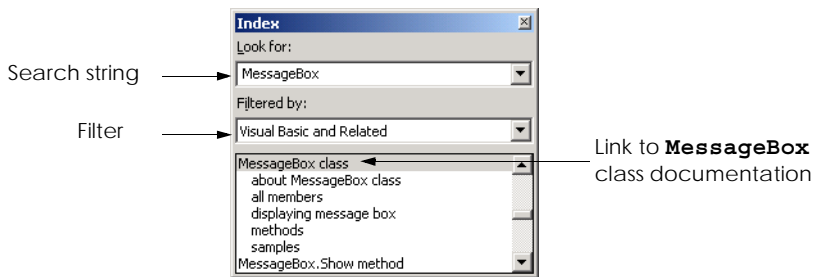 Index
Look for:
Search string
MessageBox
Filtered by:
Filter
Visual Basic and Related
Link to MessageBox
class documentation
MessageBox class
about MessageBox class
all members
displaying message box
methods
samples
MessageBox.Show method